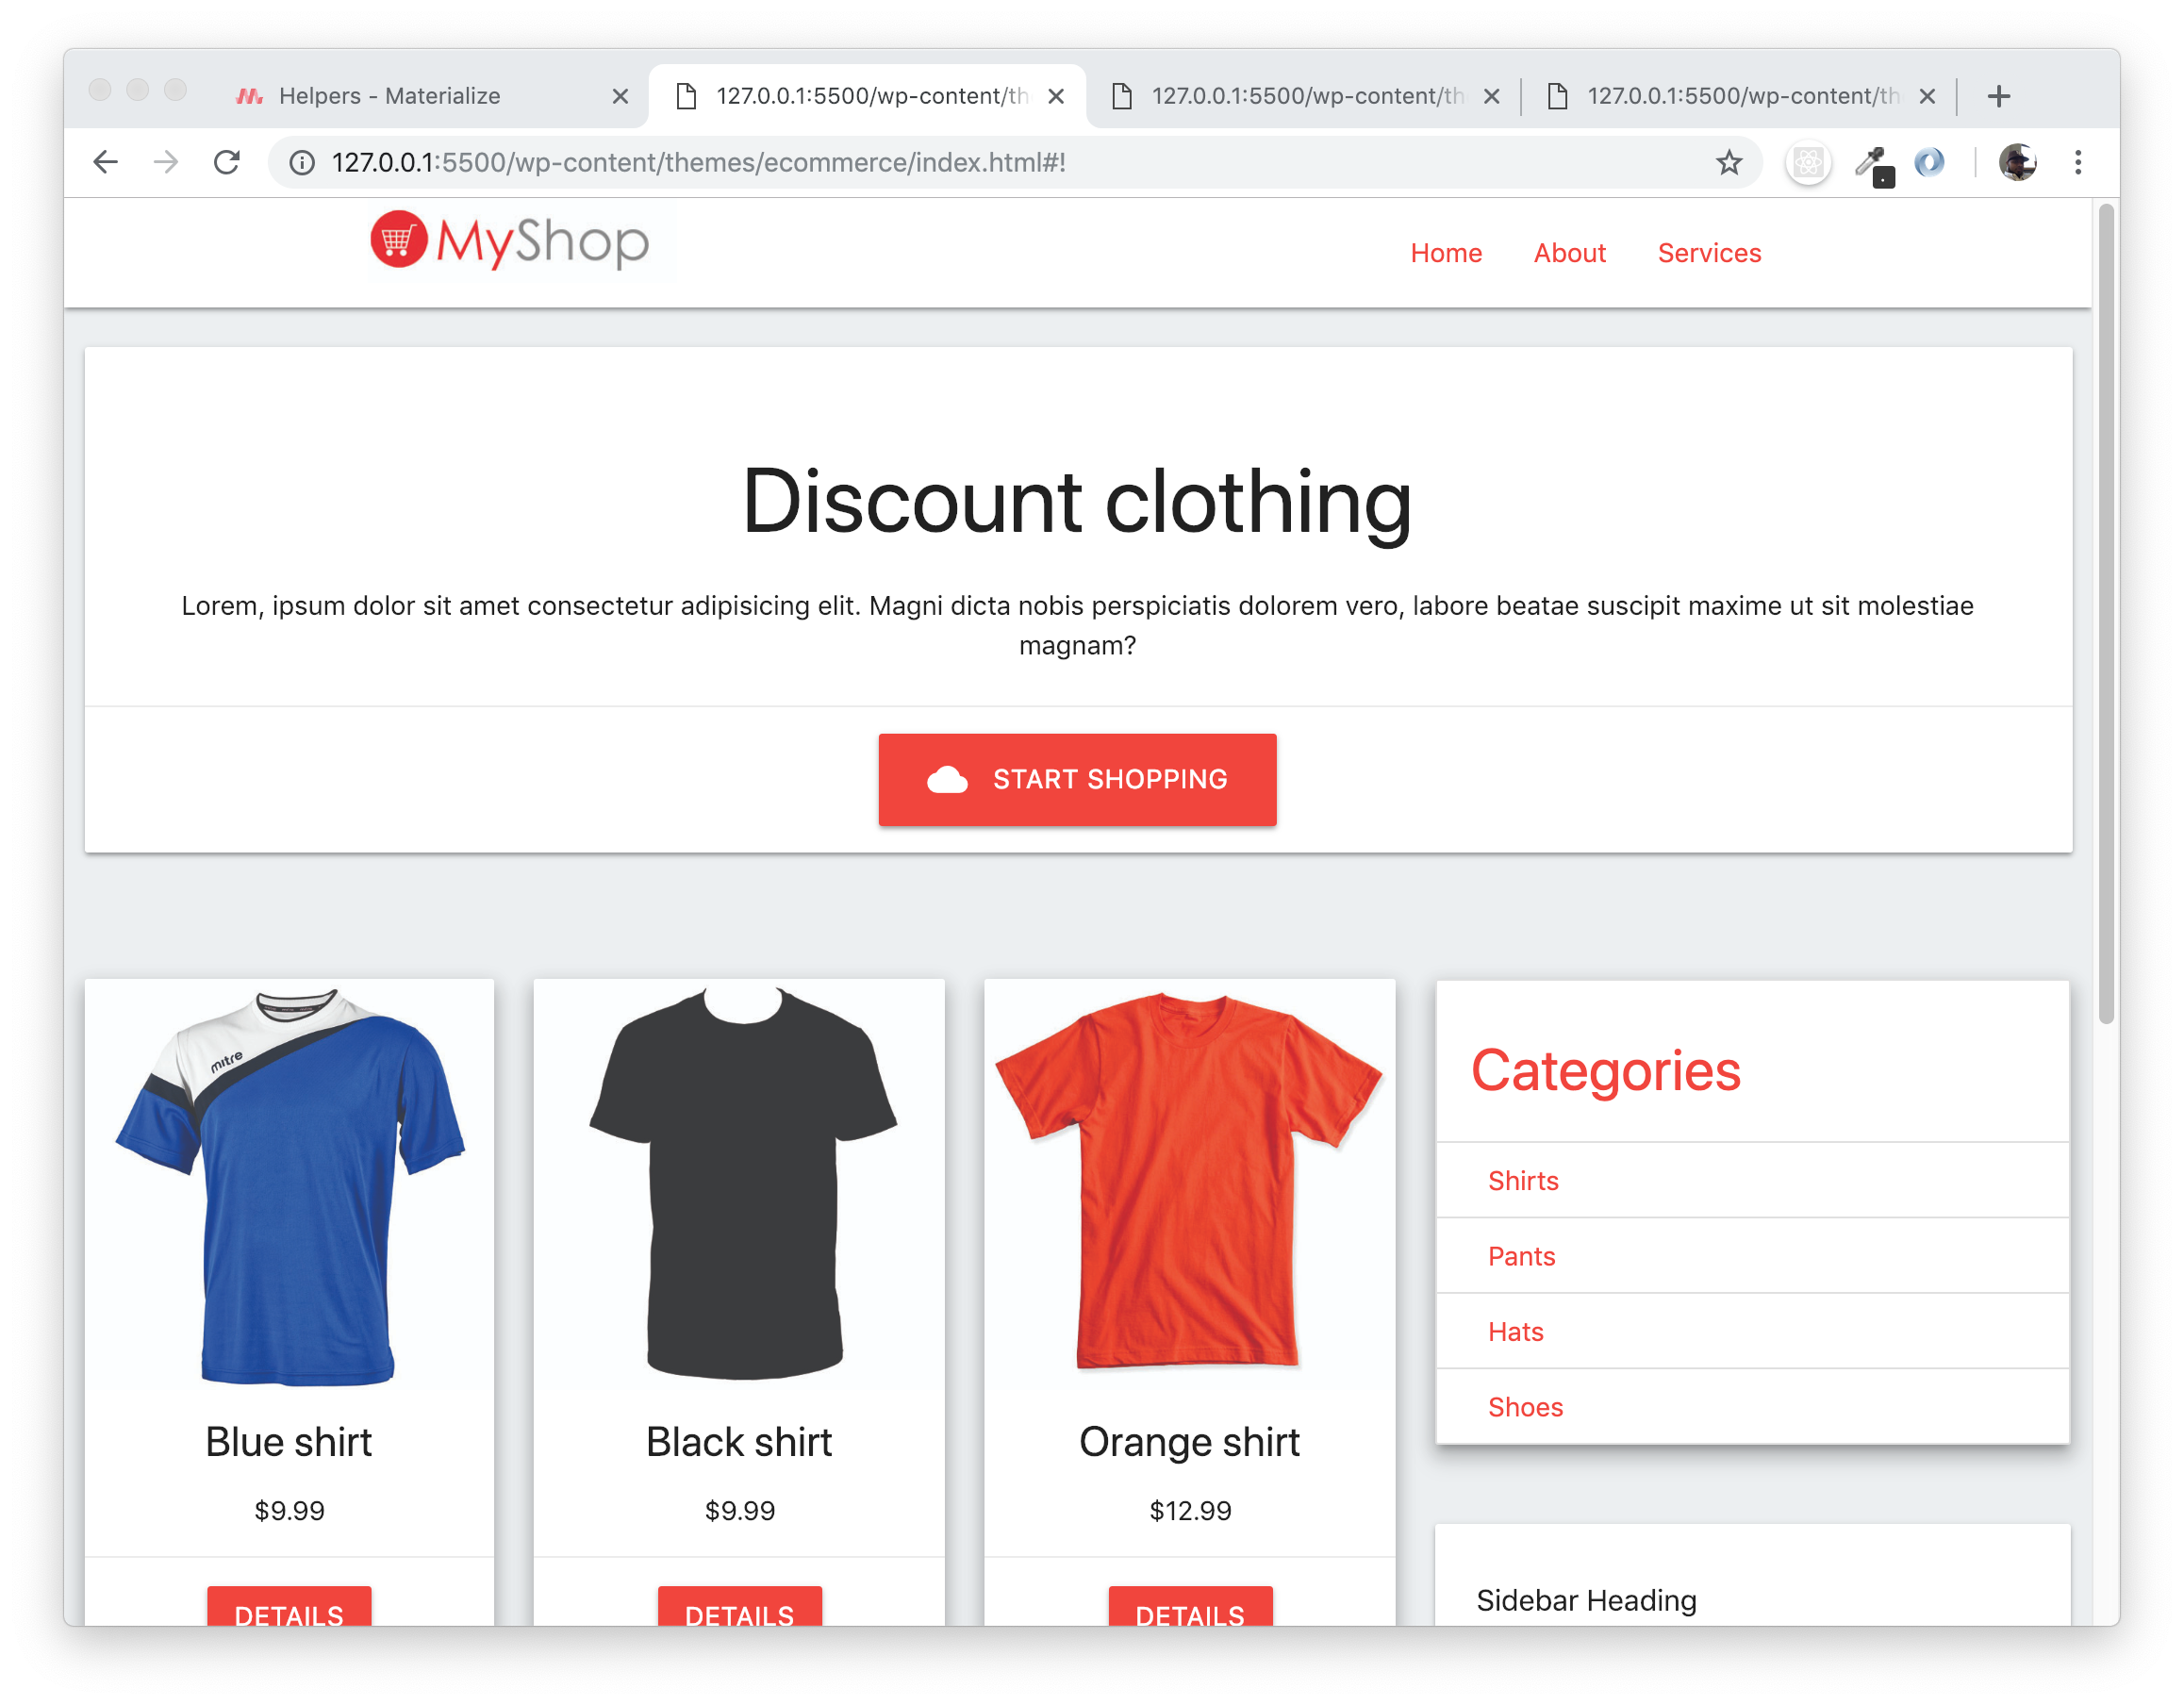 Helpers - Materialize
127.0.0.1:5500/wp-content/th
127.0.0.1:5500/wp-content/th
127.0.0.1:5500/wp-content/th
127.0.0.1:5500/wp-content/themes/ecommerce/index.html#!
MyShop
Home About Services
Discount clothing
Lorem, ipsum dolor sit amet consectetur adipisicing elit. Magni dicta nobis perspiciatis dolorem vero, labore beatae suscipit maxime ut sit molestiae
magnam?
START SHOPPING
mitre
Blue shirt
$9.99
DETAILS
Black shirt
$9.99
DETAILS
Orange shirt
$12.99
DETAILS
Categories
Shirts
Pants
Hats
Shoes
Sidebar Heading